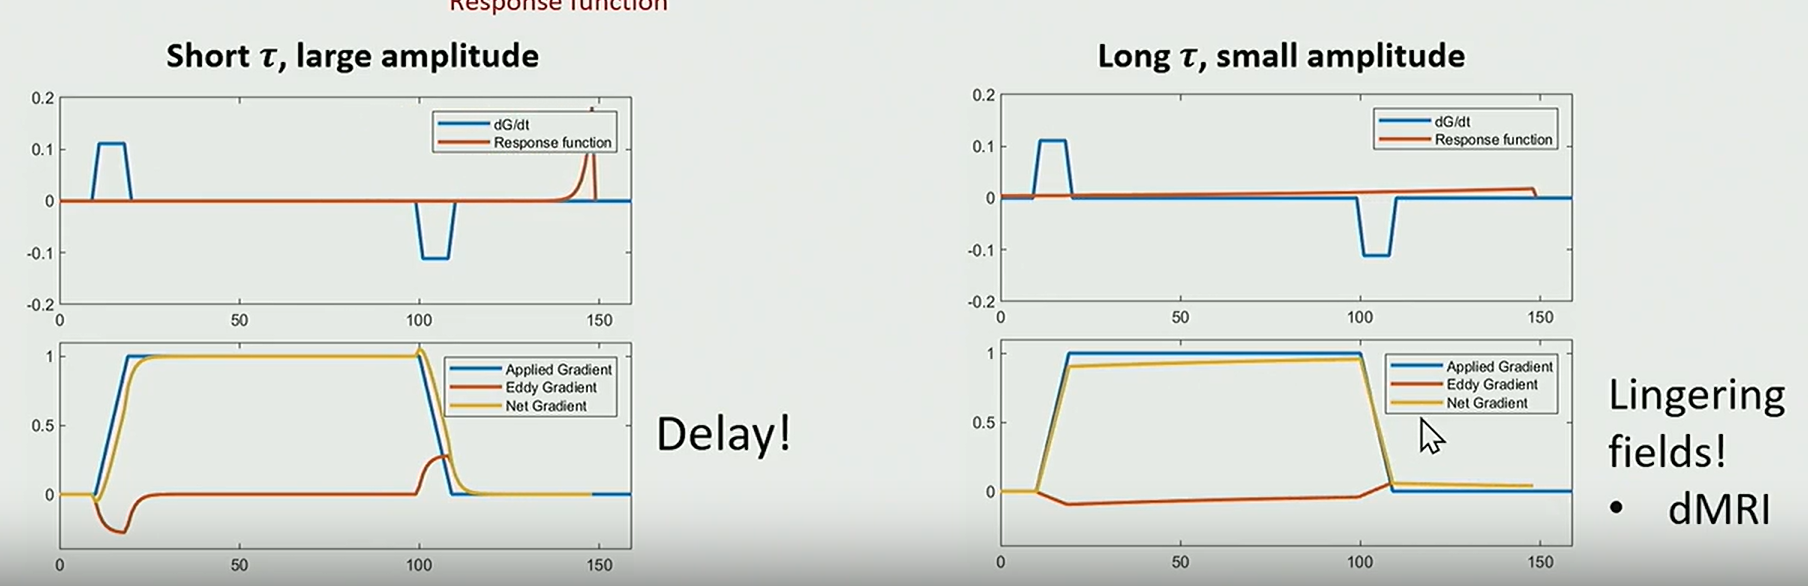 Response function
Short τ, large amplitude
0.2
0.1
0
-0.1
-0.2
0
50
100
150
dG/dt
Response function
1
0.5
0
0
50
100
150
Applied Gradient
Eddy Gradient
Net Gradient
Delay!
Long τ, small amplitude
0.2
0.1
0
-0.1
-0.2
0
50
100
150
dG/dt
Response function
1
0.5
0
0
50
100
150
Applied Gradient
Eddy Gradient
Net Gradient
Lingering
fields!
• dMRI